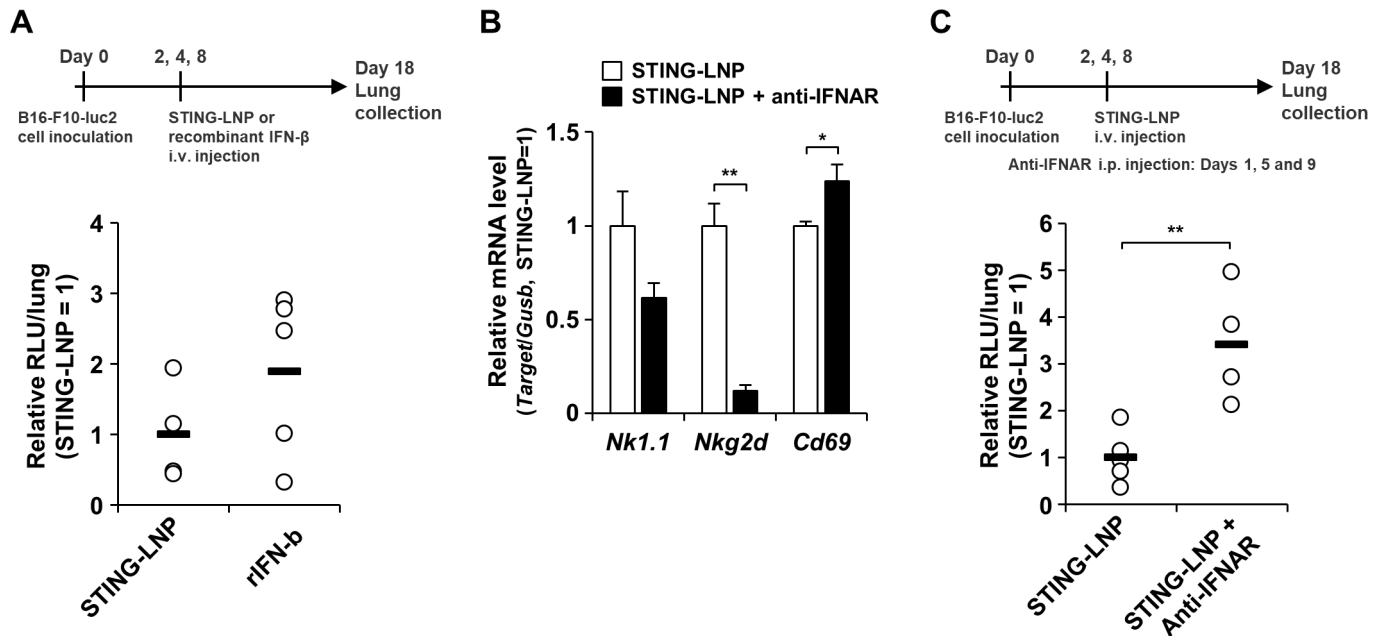 A
Day 0
2, 4, 8
Day 18
Lung
collection
B16-F10-luc2
cell inoculation
STING-LNP or
recombinant IFN-β
i.v. injection
Relative RLU/lung
(STING-LNP = 1)
4
3
2
1
0
STING-LNP
rIFN-b
B
STING-LNP
STING-LNP + anti-IFNAR
Relative mRNA level
(Target/Gusb, STING-LNP=1)
1.5
1
0.5
0
**
*
Nk1.1
Nkg2d
Cd69
C
Day 0
2, 4, 8
Day 18
Lung
collection
B16-F10-luc2
cell inoculation
STING-LNP
i.v. injection
Anti-IFNAR i.p. injection: Days 1, 5 and 9
Relative RLU/lung
(STING-LNP = 1)
6
5
4
3
2
1
0
**
STING-LNP
STING-LNP +
Anti-IFNAR